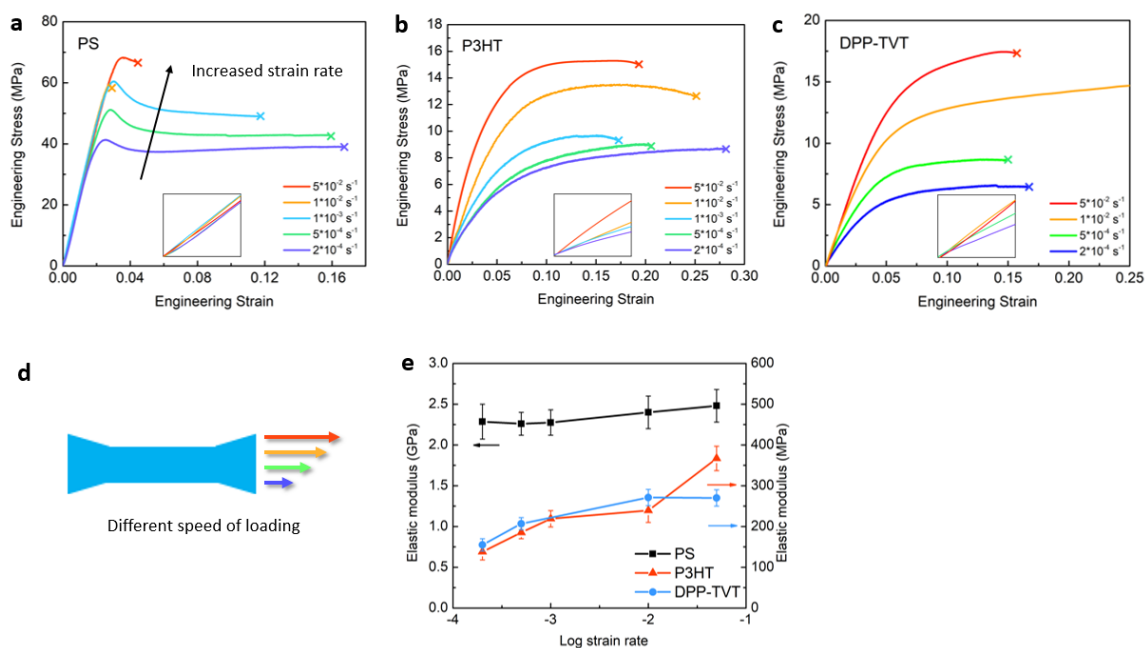 a
PS
Increased strain rate
Engineering Stress (MPa)
80
60
40
20
0
0.00 0.04 0.08 0.12 0.16 0.20
Engineering Strain
5*10⁻² s⁻¹
1*10⁻² s⁻¹
1*10⁻³ s⁻¹
5*10⁻⁴ s⁻¹
2*10⁻⁴ s⁻¹
b
P3HT
Engineering Stress (MPa)
18
16
14
12
10
8
6
4
2
0
0.00 0.05 0.10 0.15 0.20 0.25 0.30
Engineering Strain
5*10⁻² s⁻¹
1*10⁻² s⁻¹
1*10⁻³ s⁻¹
5*10⁻⁴ s⁻¹
2*10⁻⁴ s⁻¹
c
DPP-TVT
Engineering Stress (MPa)
20
15
10
5
0
0.00 0.05 0.10 0.15 0.20 0.25
Engineering Strain
5*10⁻² s⁻¹
1*10⁻² s⁻¹
5*10⁻⁴ s⁻¹
2*10⁻⁴ s⁻¹
d
Different speed of loading
e
Elastic modulus (GPa)
3.0
2.5
2.0
1.5
1.0
0.5
0.0
-4 -3 -2 -1
Log strain rate
600
500
400
300
200
100
0
Elastic modulus (MPa)
PS
P3HT
DPP-TVT